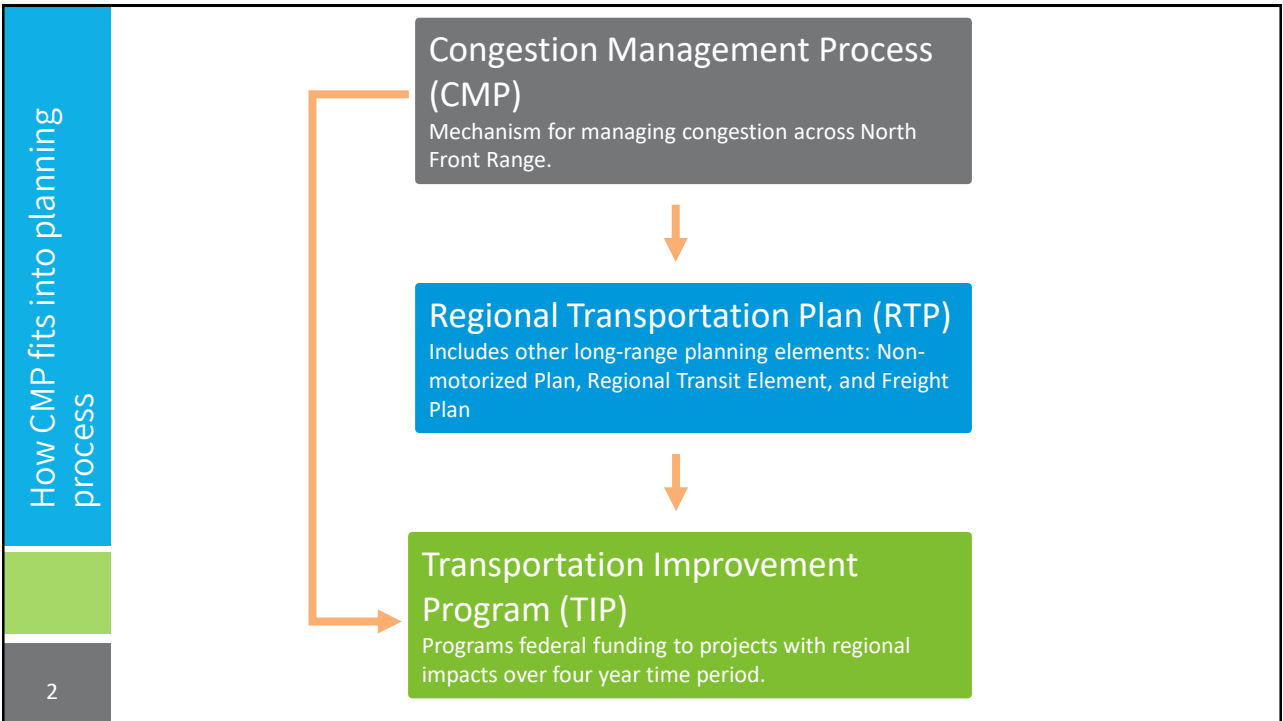 How CMP fits into planning
process
2
Congestion Management Process
(CMP)
Mechanism for managing congestion across North
Front Range.
Regional Transportation Plan (RTP)
Includes other long-range planning elements: Non-
motorized Plan, Regional Transit Element, and Freight
Plan
Transportation Improvement
Program (TIP)
Programs federal funding to projects with regional
impacts over four year time period.